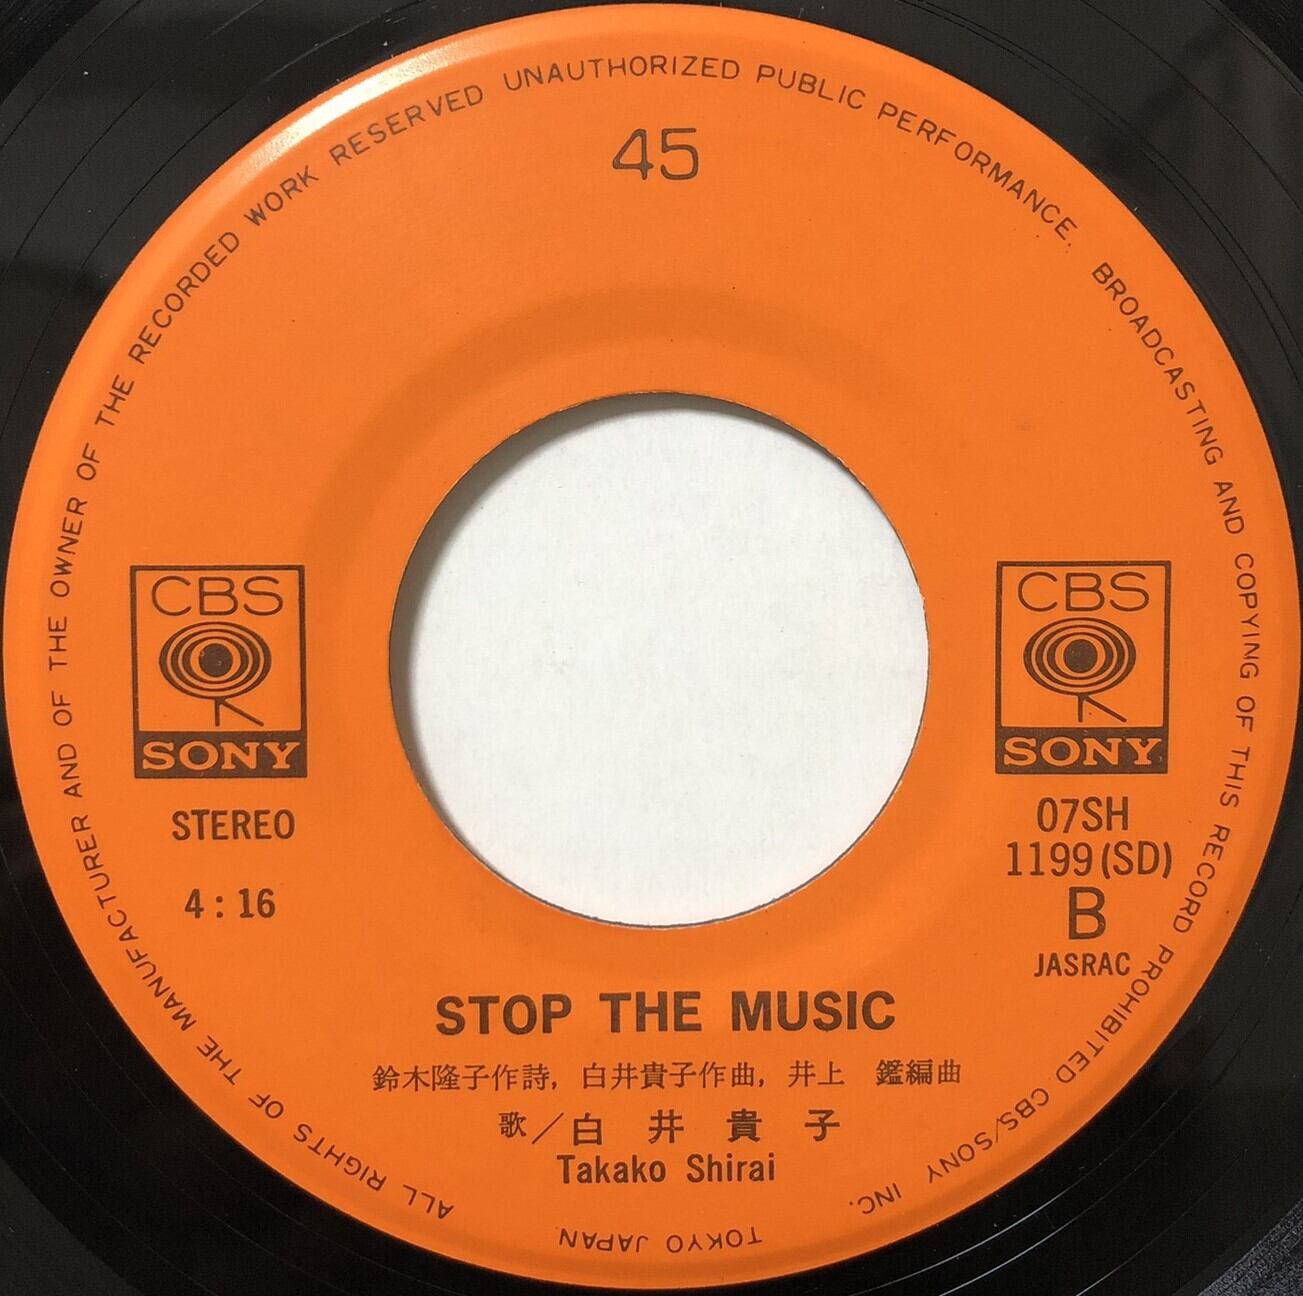 ALL RIGHTS OF THE MANUFACTURER AND OF THE OWNER OF THE RECORDED WORK RESERVED UNAUTHORIZED PUBLIC PERFORMANCE, BROADCASTING AND COPYING OF THIS RECORD PROHIBITED CBS/SONY INC. TOKYO JAPAN.
45
CBS
SONY
STEREO
4:16
CBS
SONY
07SH
1199(SD)
B
JASRAC
STOP THE MUSIC
鈴木隆子作詩, 白井貴子作曲, 井上 鑑編曲
歌／白井貴子
Takako Shirai